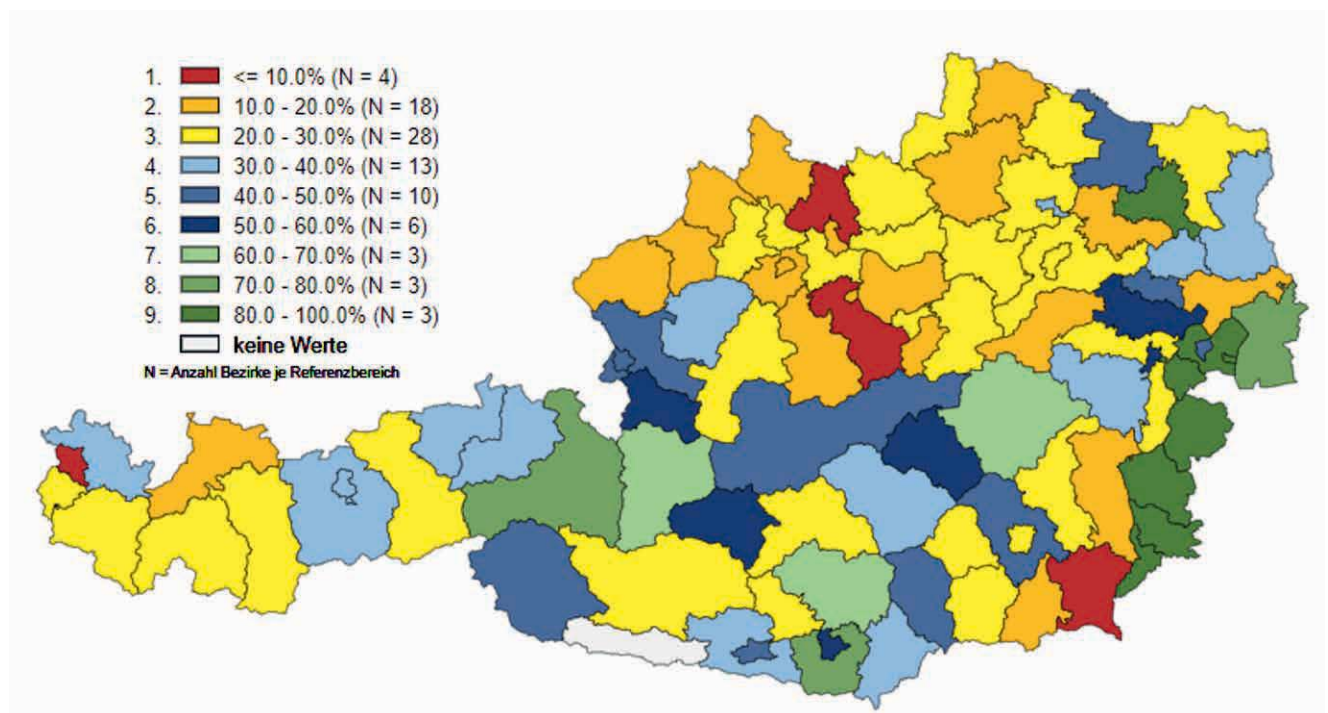 1. <= 10.0% (N = 4)
2. 10.0 - 20.0% (N = 18)
3. 20.0 - 30.0% (N = 28)
4. 30.0 - 40.0% (N = 13)
5. 40.0 - 50.0% (N = 10)
6. 50.0 - 60.0% (N = 6)
7. 60.0 - 70.0% (N = 3)
8. 70.0 - 80.0% (N = 3)
9. 80.0 - 100.0% (N = 3)
keine Werte
N = Anzahl Bezirke je Referenzbereich